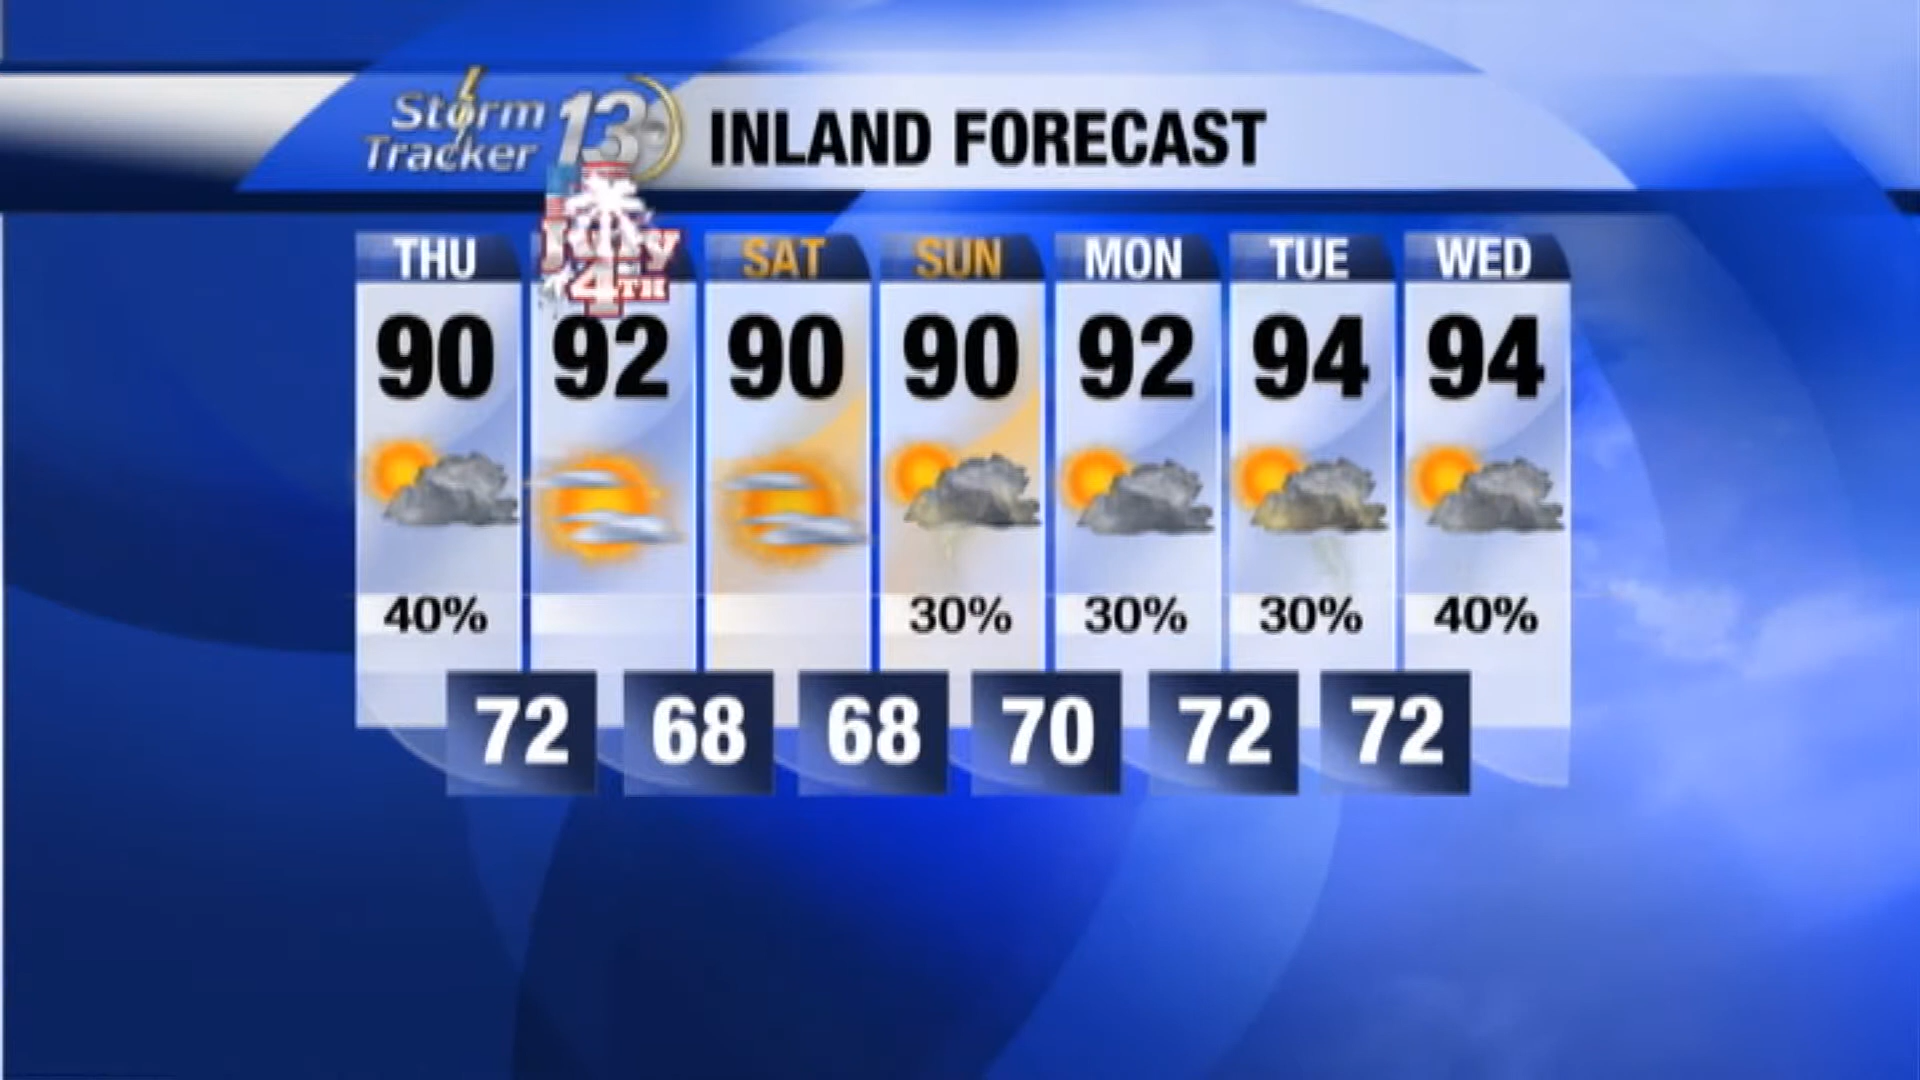 Storm
Tracker 13
INLAND FORECAST
THU July 4TH SAT SUN MON TUE WED
90 92 90 90 92 94 94
40% 30% 30% 30% 40%
72 68 68 70 72 72